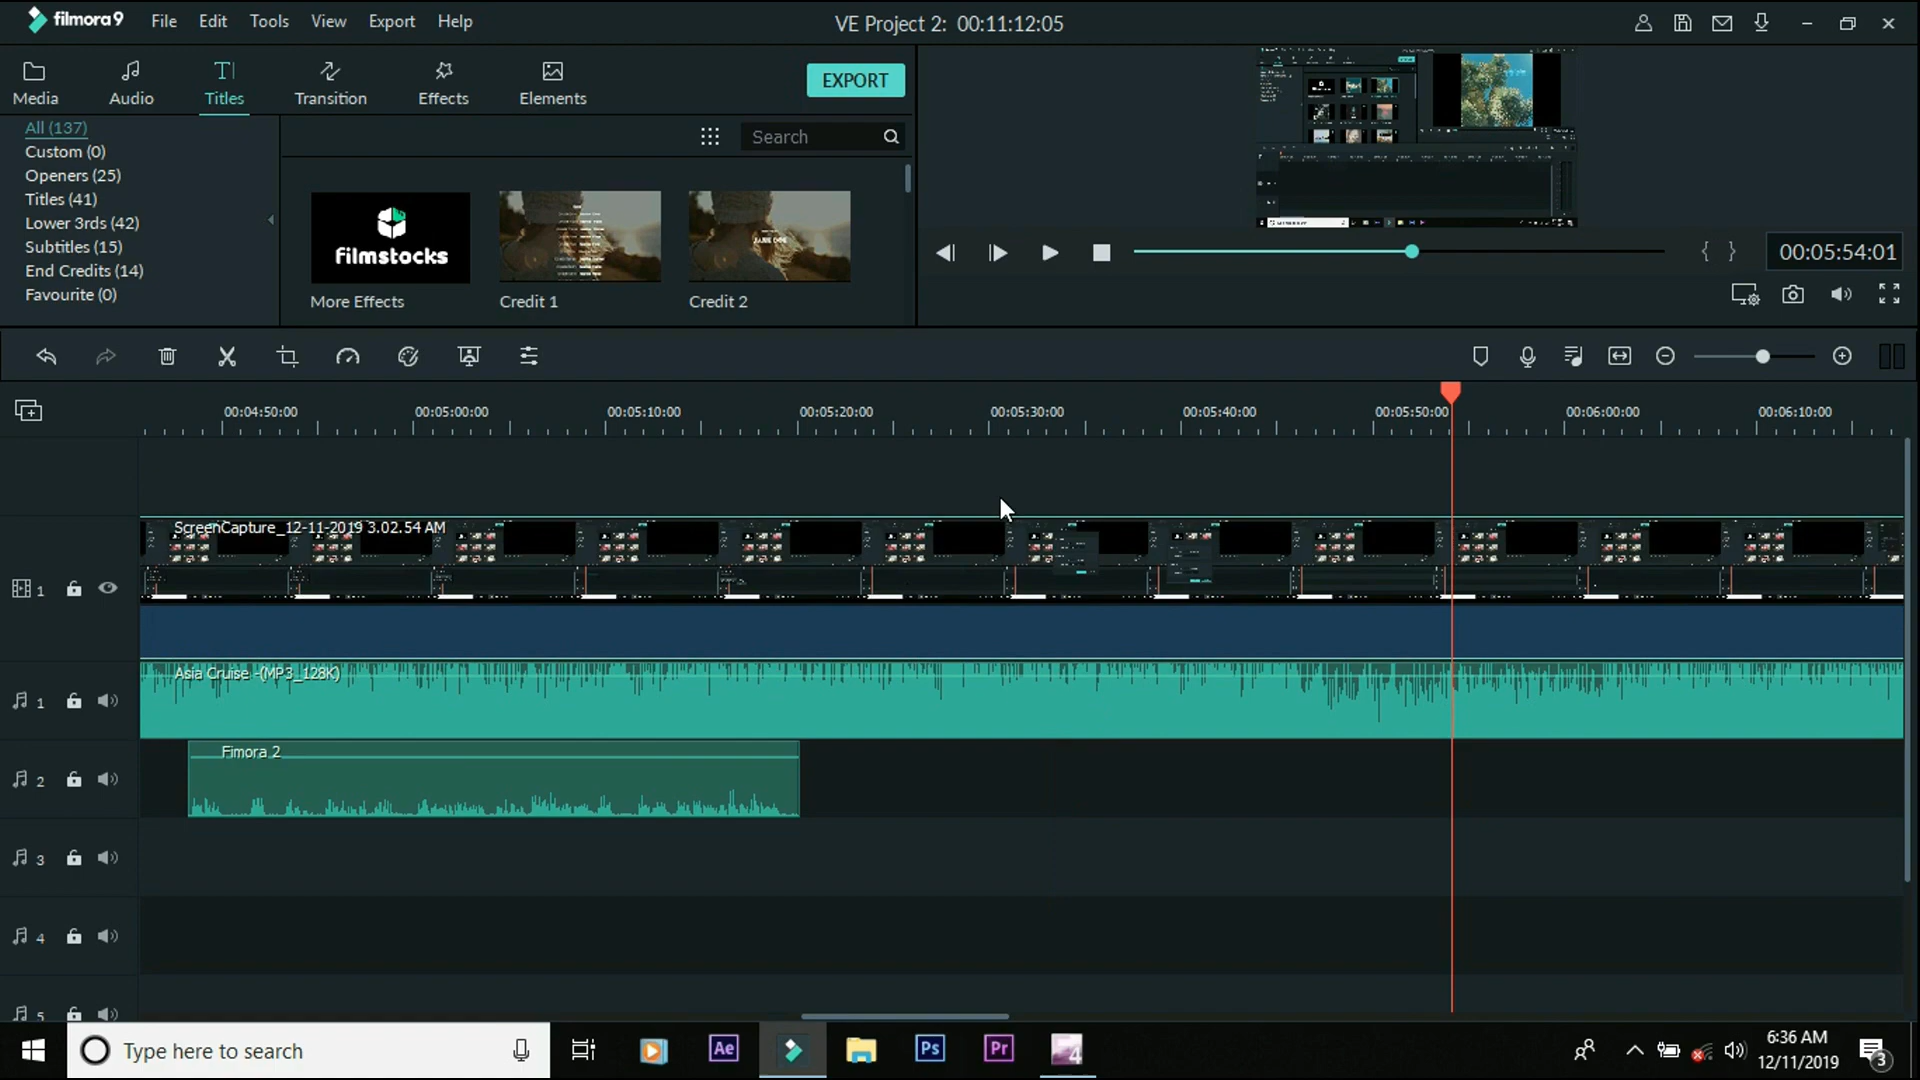 filmora9 File Edit Tools View Export Help VE Project 2: 00:11:12:05
Media Audio Titles Transition Effects Elements EXPORT
All (137)
Custom (0)
Openers (25)
Titles (41)
Lower 3rds (42)
Subtitles (15)
End Credits (14)
Favourite (0)
Search
filmstocks
More Effects Credit 1 Credit 2
00:05:54:01
00:04:50:00 00:05:00:00 00:05:10:00 00:05:20:00 00:05:30:00 00:05:40:00 00:05:50:00 00:06:00:00 00:06:10:00
ScreenCapture_12-11-2019 3.02.54 AM
1
Asia Cruise -(MP3_128K)
1
Fimora 2
2
3
4
5
Type here to search
Ae Ps Pr 4
6:36 AM
12/11/2019
3